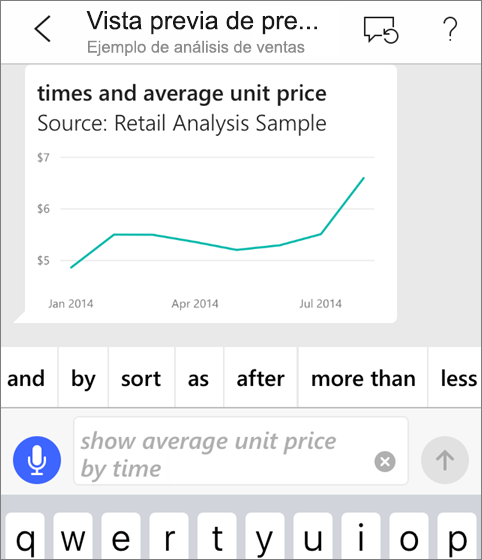 Vista previa de pre...
?
Ejemplo de análisis de ventas
times and average unit price
Source: Retail Analysis Sample
$7
$6
$5
Jan 2014 Apr 2014 Jul 2014
and by sort as after more than less
show average unit price
by time
q w e r t y u i o p